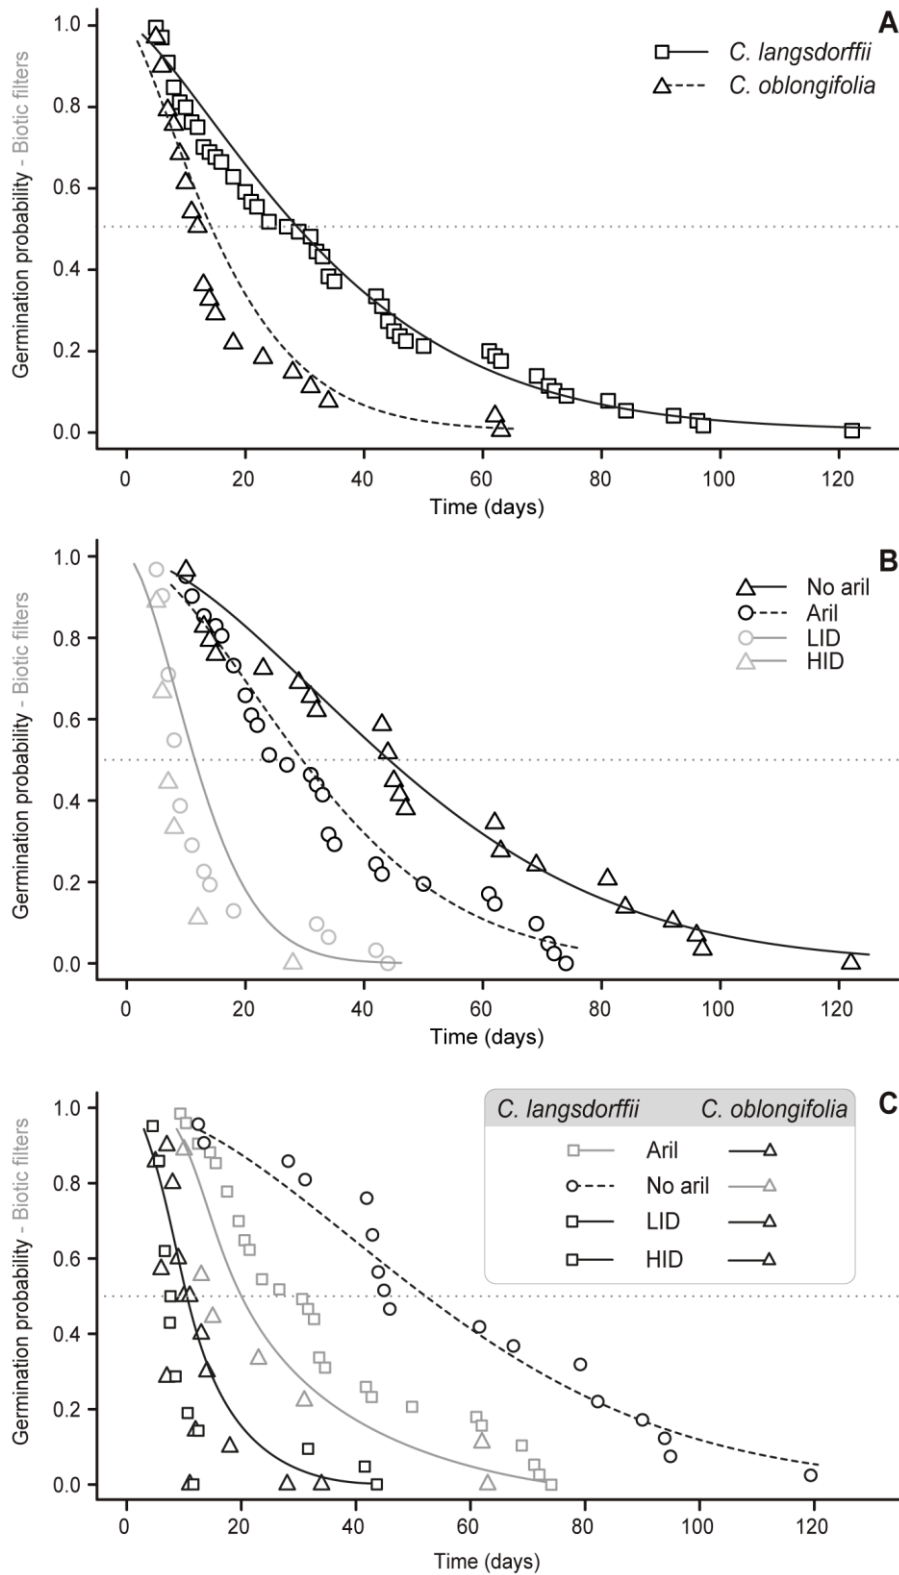 A
Germination probability - Biotic filters
1.0
0.8
0.6
0.4
0.2
0.0
C. langsdorffii
C. oblongifolia
0 20 40 60 80 100 120
Time (days)
B
Germination probability - Biotic filters
1.0
0.8
0.6
0.4
0.2
0.0
No aril
Aril
LID
HID
0 20 40 60 80 100 120
Time (days)
C
Germination probability - Biotic filters
1.0
0.8
0.6
0.4
0.2
0.0
C. langsdorffii C. oblongifolia
Aril
No aril
LID
HID
0 20 40 60 80 100 120
Time (days)